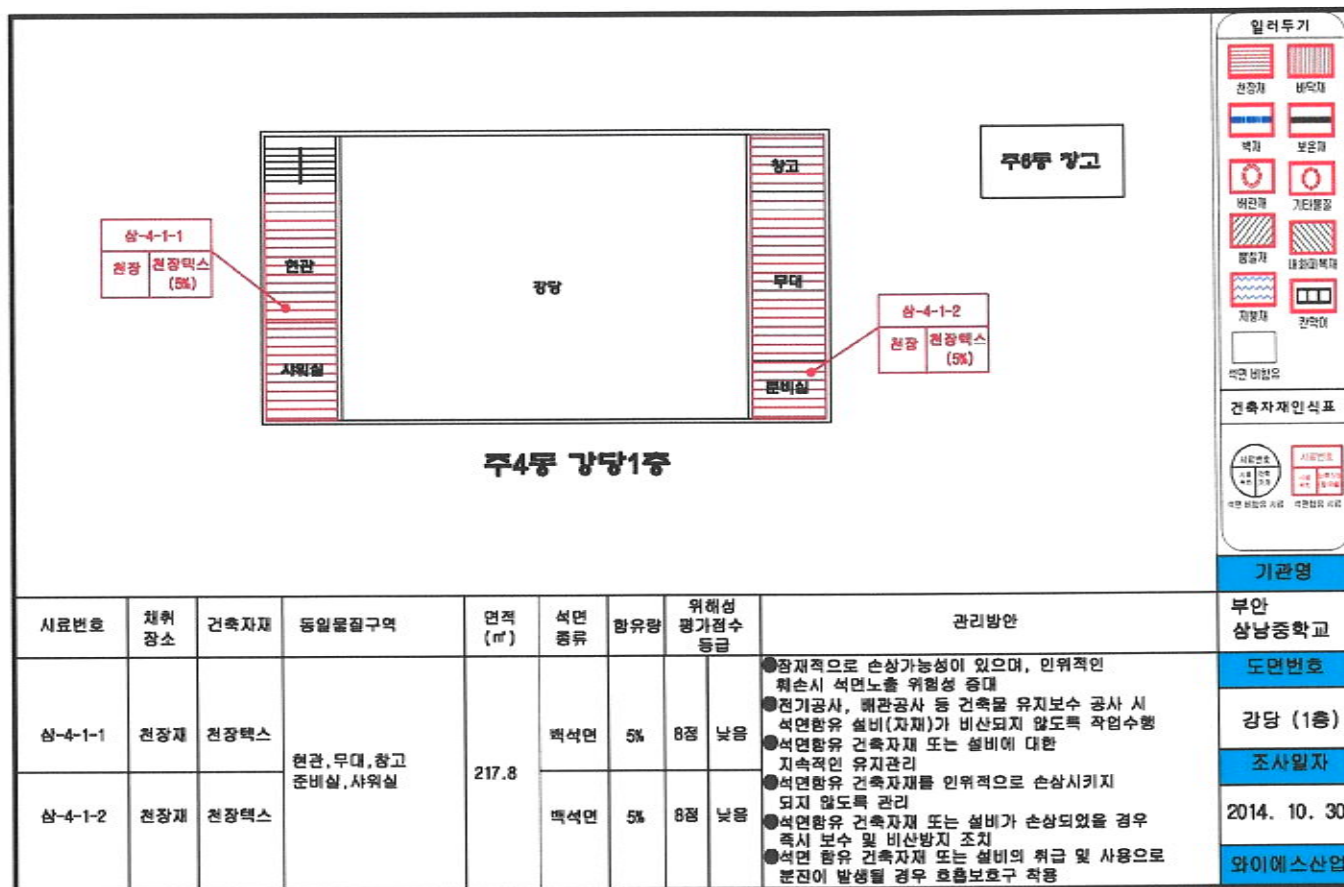 일러두기
천장재
바닥재
벽재
보온재
배관재
기타물질
뿜칠재
내화피복재
지붕재
칸막이
석면 비함유
건축자재인식표
시료번호
시료번호
석면 비함유 시료
석면함유 시료
창고
주6동 창고
삼-4-1-1
천장
천장텍스
(5%)
현관
강당
무대
삼-4-1-2
천장
천장텍스
(5%)
샤워실
준비실
주4동 강당1층
기관명
부안
삼남중학교
도면번호
강당 (1층)
조사일자
2014. 10. 30
와이에스산업
시료번호
채취
장소
건축자재
동일물질구역
면적
(㎡)
석면
종류
함유량
위해성
평가점수
등급
관리방안
삼-4-1-1
천장재
천장텍스
현관,무대,창고
준비실,샤워실
217.8
백석면
5%
8점
낮음
삼-4-1-2
천장재
천장텍스
백석면
5%
8점
낮음
●잠재적으로 손상가능성이 있으며, 인위적인
훼손시 석면노출 위험성 증대
●전기공사, 배관공사 등 건축물 유지보수 공사 시
석면함유 설비(자재)가 비산되지 않도록 작업수행
●석면함유 건축자재 또는 설비에 대한
지속적인 유지관리
●석면함유 건축자재를 인위적으로 손상시키지
되지 않도록 관리
●석면함유 건축자재 또는 설비가 손상되었을 경우
즉시 보수 및 비산방지 조치
●석면 함유 건축자재 또는 설비의 취급 및 사용으로
분진이 발생될 경우 호흡보호구 착용